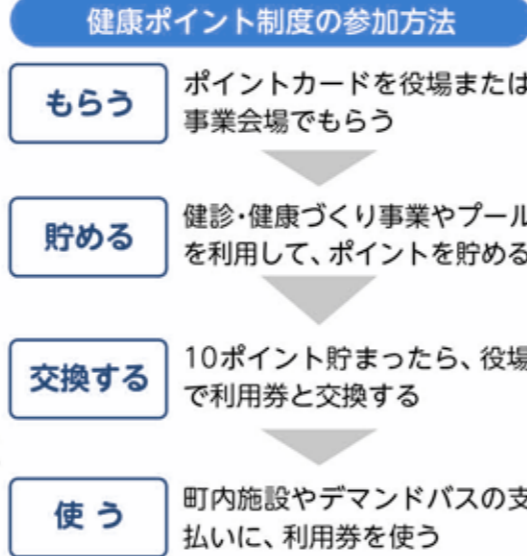 健康ポイント制度の参加方法
もらう
ポイントカードを役場または
事業会場でもらう
貯める
健診・健康づくり事業やプール
を利用して、ポイントを貯める
交換する
10ポイント貯まったら、役場
で利用券と交換する
使う
町内施設やデマンドバスの支
払いに、利用券を使う